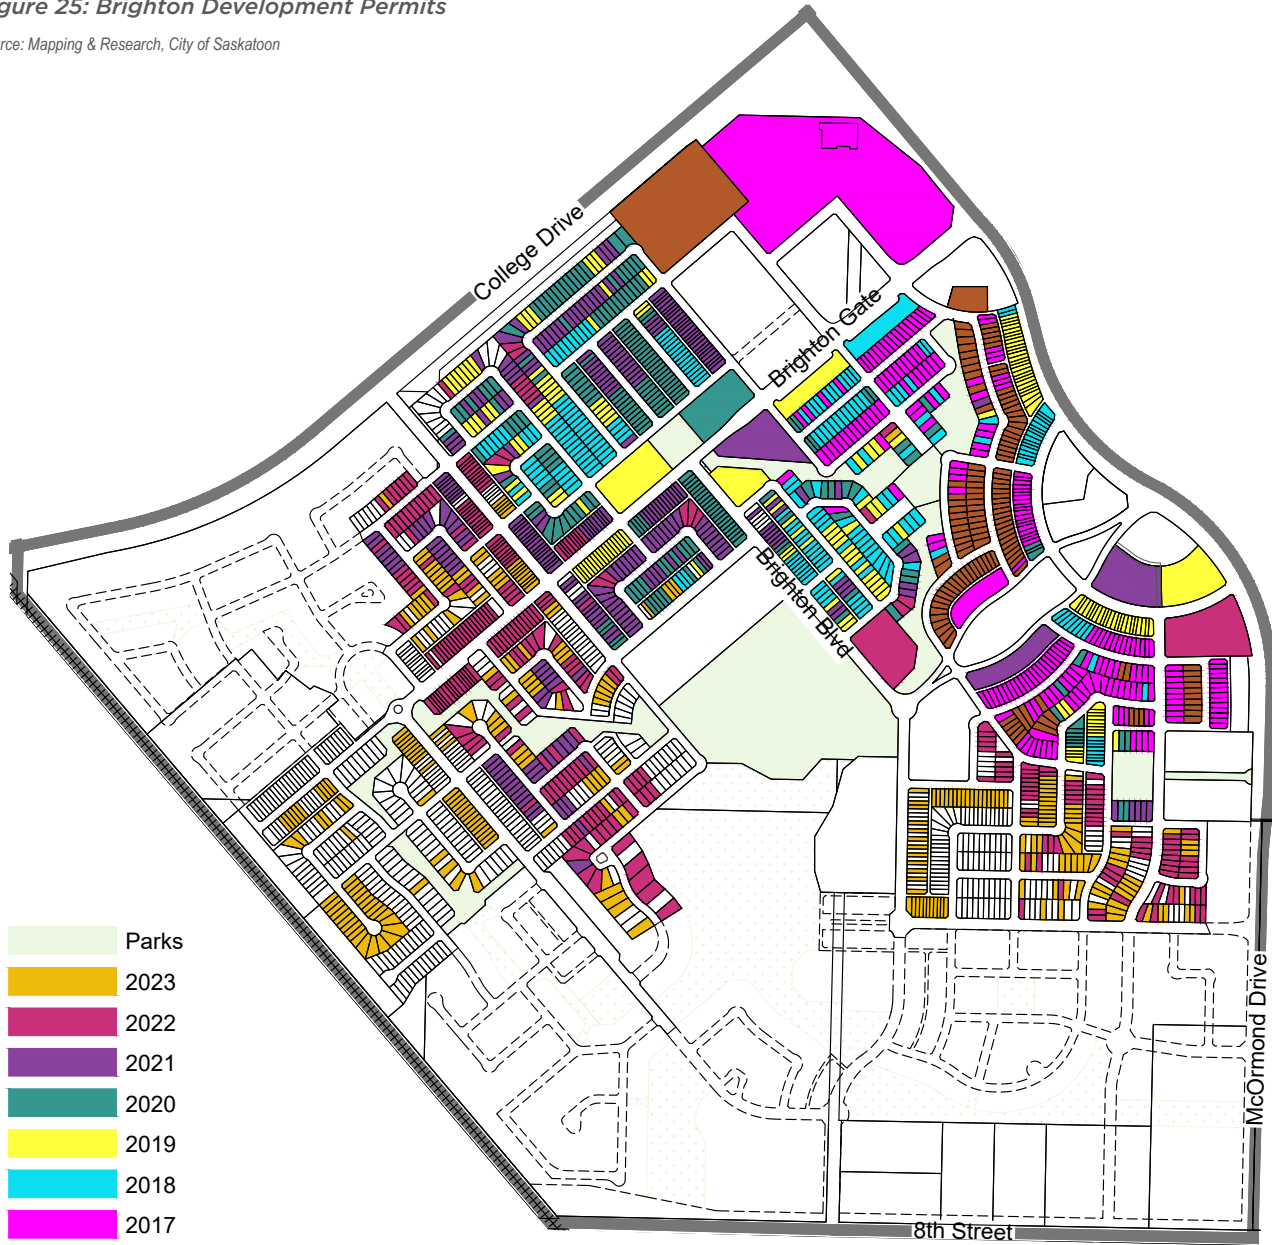 gure 25: Brighton Development Permits
rce: Mapping & Research, City of Saskatoon
College Drive
Brighton Gate
Brighton Blvd
Parks
2023
2022
2021
2020
2019
2018
2017
McOrmond Drive
8th Street